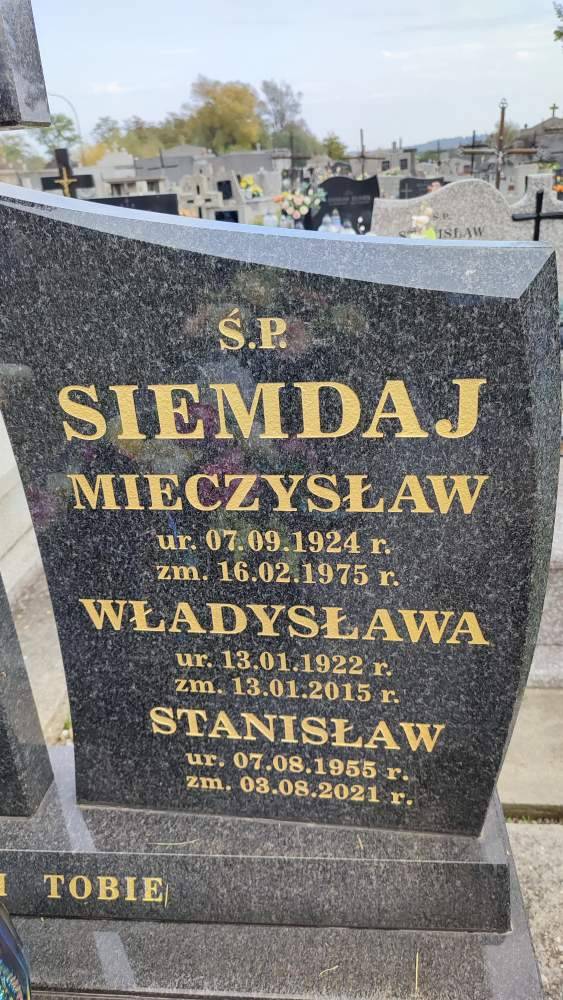 Ś.P.
SIEMDAJ
MIECZYSŁAW
ur. 07.09.1924 r.
zm. 16.02.1975 r.
WŁADYSŁAWA
ur. 13.01.1922 r.
zm. 13.01.2015 r.
STANISŁAW
ur. 07.08.1955 r.
zm. 03.08.2021 r.
TOBIE
Ś.P.